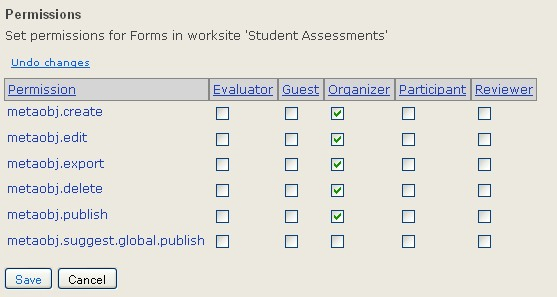 Permissions
Set permissions for Forms in worksite 'Student Assessments'
Undo changes
Permission Evaluator Guest Organizer Participant Reviewer
metaobj.create
metaobj.edit
metaobj.export
metaobj.delete
metaobj.publish
metaobj.suggest.global.publish
Save Cancel